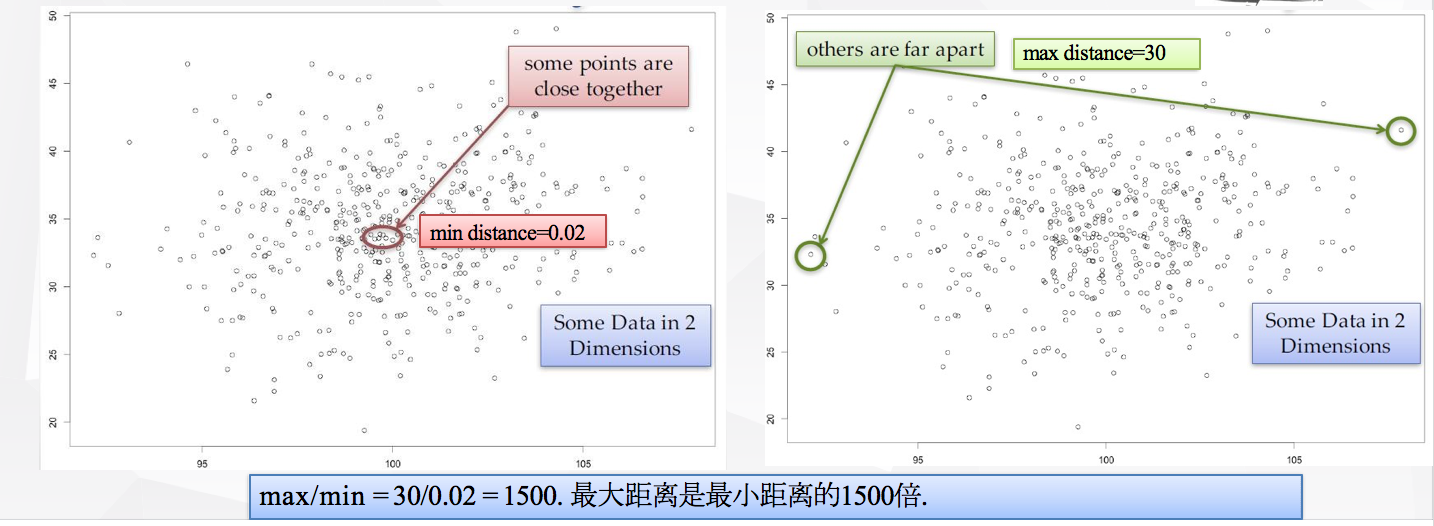 50
45
40
35
30
25
20
95
100
105
some points are
close together
min distance=0.02
Some Data in 2
Dimensions
50
45
40
35
30
25
20
95
100
105
others are far apart
max distance=30
Some Data in 2
Dimensions
max/min = 30/0.02 = 1500. 最大距离是最小距离的1500倍.